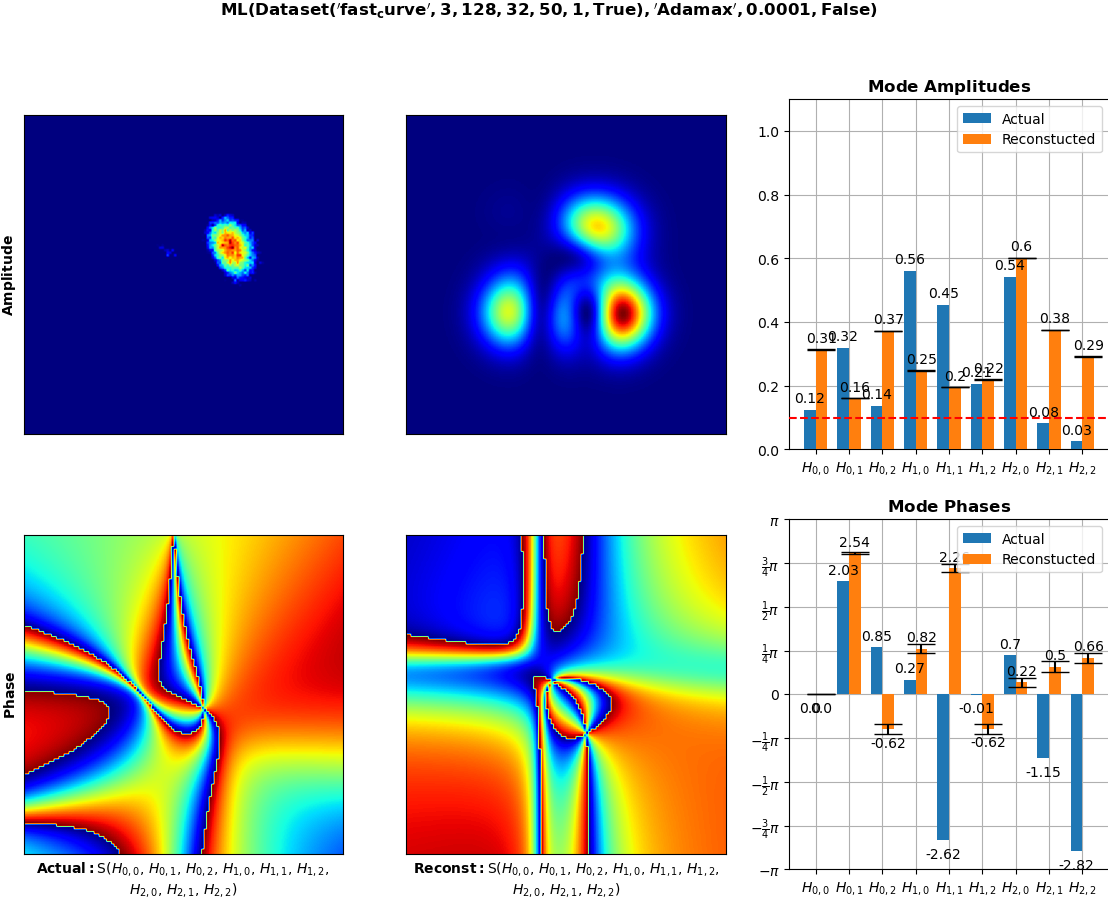 ML(Dataset('fast_curve', 3, 128, 32, 50, 1, True), 'Adamax', 0.0001, False)
Amplitude
Mode Amplitudes
Actual
Reconstucted
1.0
0.8
0.6
0.4
0.2
0.0
0.12 0.31 0.32 0.16 0.14 0.37 0.56 0.25 0.45 0.2 0.21 0.22 0.54 0.6 0.08 0.38 0.03 0.29
H0,0 H0,1 H0,2 H1,0 H1,1 H1,2 H2,0 H2,1 H2,2
Phase
Actual: S(H0,0, H0,1, H0,2, H1,0, H1,1, H1,2,
H2,0, H2,1, H2,2)
Reconst: S(H0,0, H0,1, H0,2, H1,0, H1,1, H1,2,
H2,0, H2,1, H2,2)
Mode Phases
Actual
Reconstucted
π
3/4π
1/2π
1/4π
0
−1/4π
−1/2π
−3/4π
−π
0.0 0.0 2.03 2.54 0.85 -0.62 0.27 0.82 -2.62 -0.01 -0.62 0.7 0.22 -1.15 0.5 -2.82 0.66
H0,0 H0,1 H0,2 H1,0 H1,1 H1,2 H2,0 H2,1 H2,2